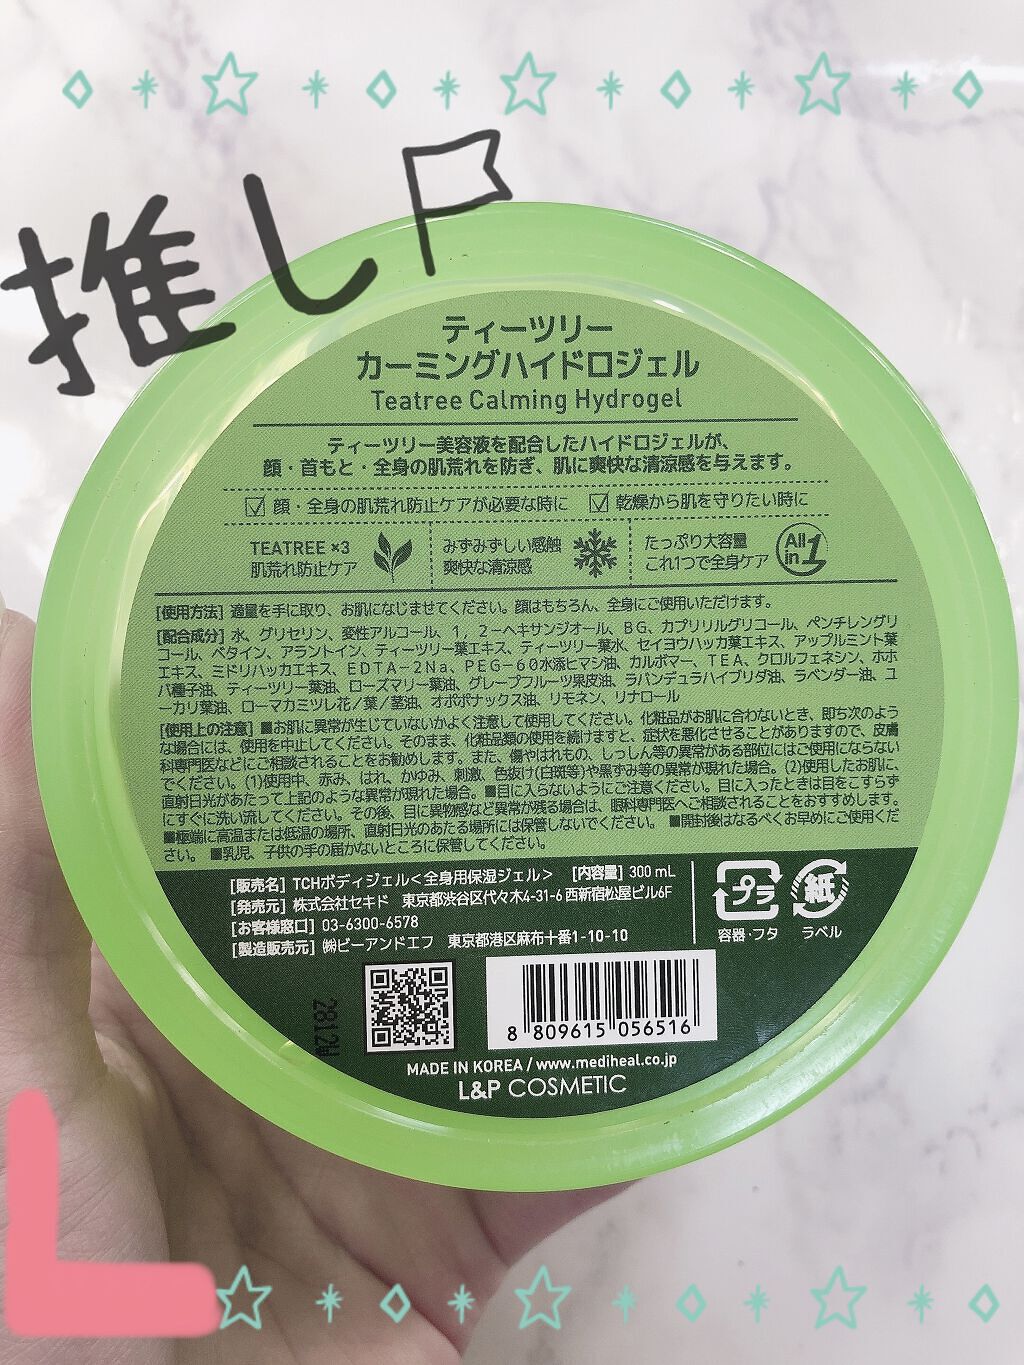 推し
ティーツリー
カーミングハイドロジェル
Teatree Calming Hydrogel
ティーツリー美容液を配合したハイドロジェルが、
顔・首もと・全身の肌荒れを防ぎ、肌に爽快な清涼感を与えます。
顔・全身の肌荒れ防止ケアが必要な時に 乾燥から肌を守りたい時に
TEATREE ×3
肌荒れ防止ケア
みずみずしい感触
爽快な清涼感
たっぷり大容量
これ1つで全身ケア
All in 1
[使用方法] 適量を手に取り、お肌になじませてください。顔はもちろん、全身にご使用いただけます。
[配合成分] 水、グリセリン、変性アルコール、1，2－ヘキサンジオール、BG、カプリリルグリコール、ペンチレングリ
コール、ベタイン、アラントイン、ティーツリー葉エキス、ティーツリー葉水、セイヨウハッカ葉エキス、アップルミント葉
エキス、ミドリハッカエキス、EDTA－2Na、PEG－60水添ヒマシ油、カルボマー、TEA、クロルフェネシン、ホホ
バ種子油、ティーツリー葉油、ローズマリー葉油、グレープフルーツ果皮油、ラバンデュラハイブリダ油、ラベンダー油、ユ
ーカリ葉油、ローマカミツレ花／葉／茎油、オポポナックス油、リモネン、リナロール
[使用上の注意] ■お肌に異常が生じていないかよく注意して使用してください。化粧品がお肌に合わないとき、即ち次のよう
な場合には、使用を中止してください。そのまま、化粧品類の使用を続けますと、症状を悪化させることがありますので、皮膚
科専門医などにご相談されることをお勧めします。また、傷やはれもの、しっしん等の異常がある部位にはご使用にならない
でください。(1)使用中、赤み、はれ、かゆみ、刺激、色抜け(白斑等)や黒ずみ等の異常が現れた場合。(2)使用したお肌に、
直射日光があたって上記のような異常が現れた場合。■目に入らないようにご注意ください。目に入ったときは目をこすらず
にすぐに洗い流してください。その後、目に異物感など異常が残る場合は、眼科専門医へご相談されることをおすすめします。
■極端に高温または低温の場所、直射日光のあたる場所には保管しないでください。 ■開封後はなるべくお早めにご使用くだ
さい。 ■乳児、子供の手の届かないところに保管してください。
[販売名] TCHボディジェル＜全身用保湿ジェル＞ [内容量] 300 mL
[発売元] 株式会社セキド 東京都渋谷区代々木4-31-6 西新宿松屋ビル6F
[お客様窓口] 03-6300-6578
[製造販売元] ㈱ビーアンドエフ 東京都港区麻布十番1-10-10
プラ
容器・フタ
紙
ラベル
2812W
8 809615 056516
MADE IN KOREA / www.mediheal.co.jp
L&P COSMETIC